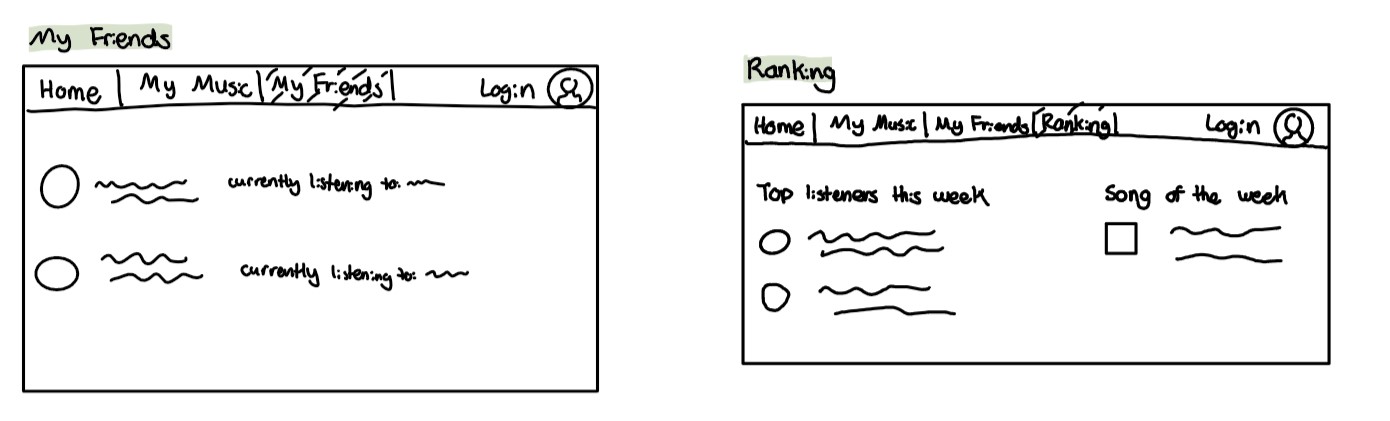 My Friends
Home | My Music | My Friends | Login
currently listening to:
currently listening to:
Ranking
Home | My Music | My Friends | Ranking | Login
Top listeners this week
Song of the week